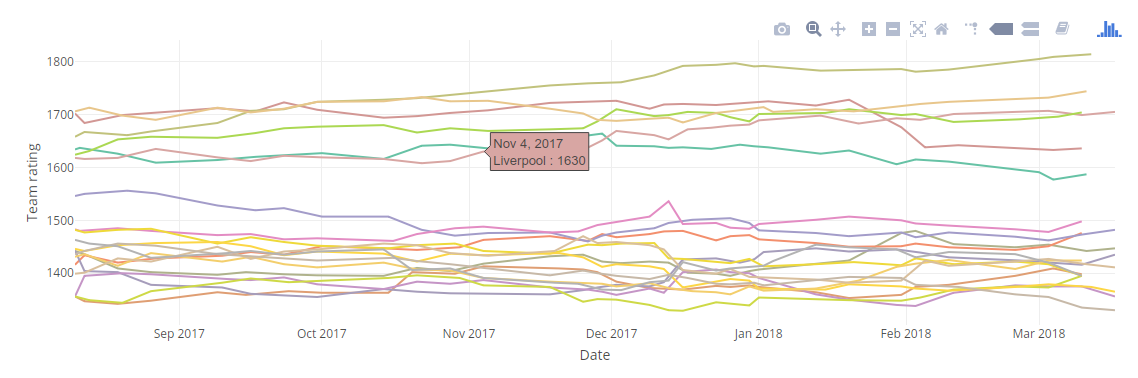 1800
1700
1600
1500
1400
Team rating
Nov 4, 2017
Liverpool : 1630
Sep 2017
Oct 2017
Nov 2017
Dec 2017
Jan 2018
Feb 2018
Mar 2018
Date